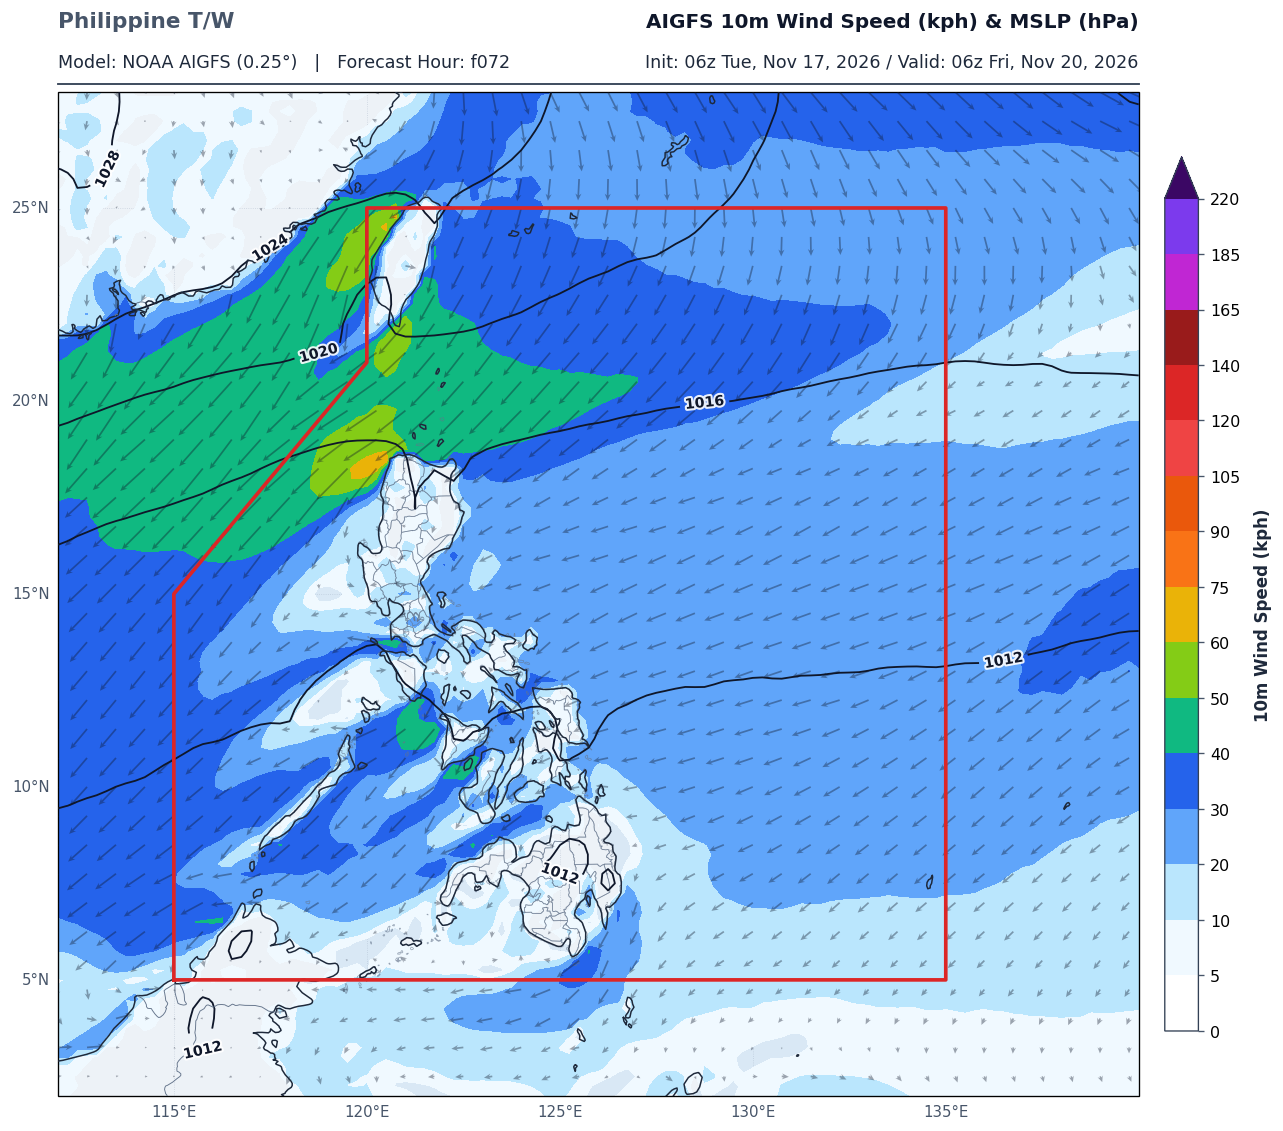 Philippine T/W
AIGFS 10m Wind Speed (kph) & MSLP (hPa)
Model: NOAA AIGFS (0.25°)   |   Forecast Hour: f072
Init: 06z Tue, Nov 17, 2026 / Valid: 06z Fri, Nov 20, 2026
1028
1024
1020
1016
1012
1012
1012
25°N
20°N
15°N
10°N
5°N
115°E
120°E
125°E
130°E
135°E
220
185
165
140
120
105
90
75
60
50
40
30
20
10
5
0
10m Wind Speed (kph)